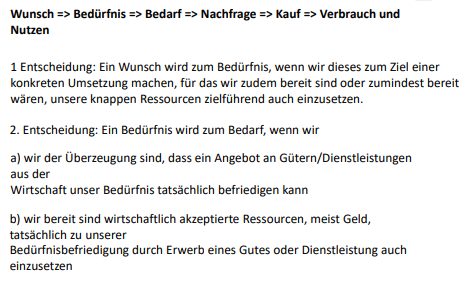 Wunsch => Bedürfnis => Bedarf => Nachfrage => Kauf => Verbrauch und
Nutzen
1 Entscheidung: Ein Wunsch wird zum Bedürfnis, wenn wir dieses zum Ziel einer
konkreten Umsetzung machen, für das wir zudem bereit sind oder zumindest bereit
wären, unsere knappen Ressourcen zielführend auch einzusetzen.
2. Entscheidung: Ein Bedürfnis wird zum Bedarf, wenn wir
a) wir der Überzeugung sind, dass ein Angebot an Gütern/Dienstleistungen
aus der
Wirtschaft unser Bedürfnis tatsächlich befriedigen kann
b) wir bereit sind wirtschaftlich akzeptierte Ressourcen, meist Geld,
tatsächlich zu unserer
Bedürfnisbefriedigung durch Erwerb eines Gutes oder Dienstleistung auch
einzusetzen